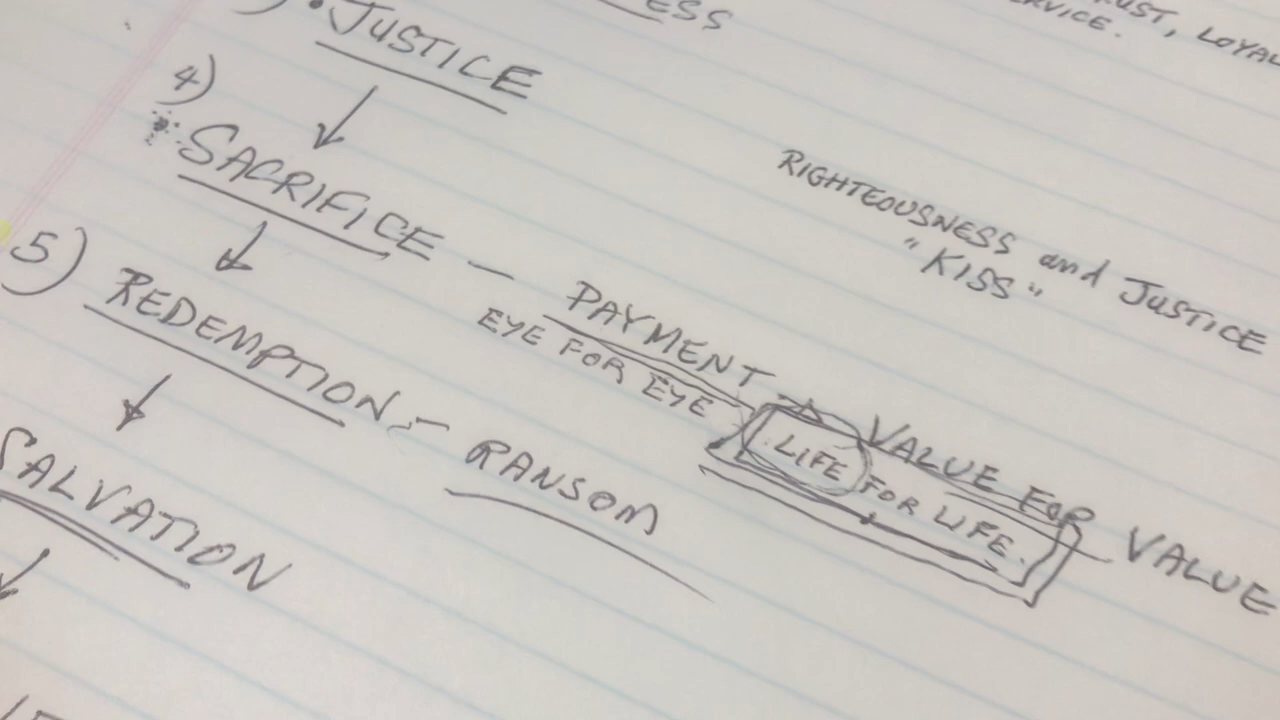 JUSTICE
4)
SACRIFICE – PAYMENT – VALUE FOR VALUE
EYE FOR EYE LIFE FOR LIFE.
5) REDEMPTION – RANSOM
SALVATION
RIGHTEOUSNESS and JUSTICE
"KISS"